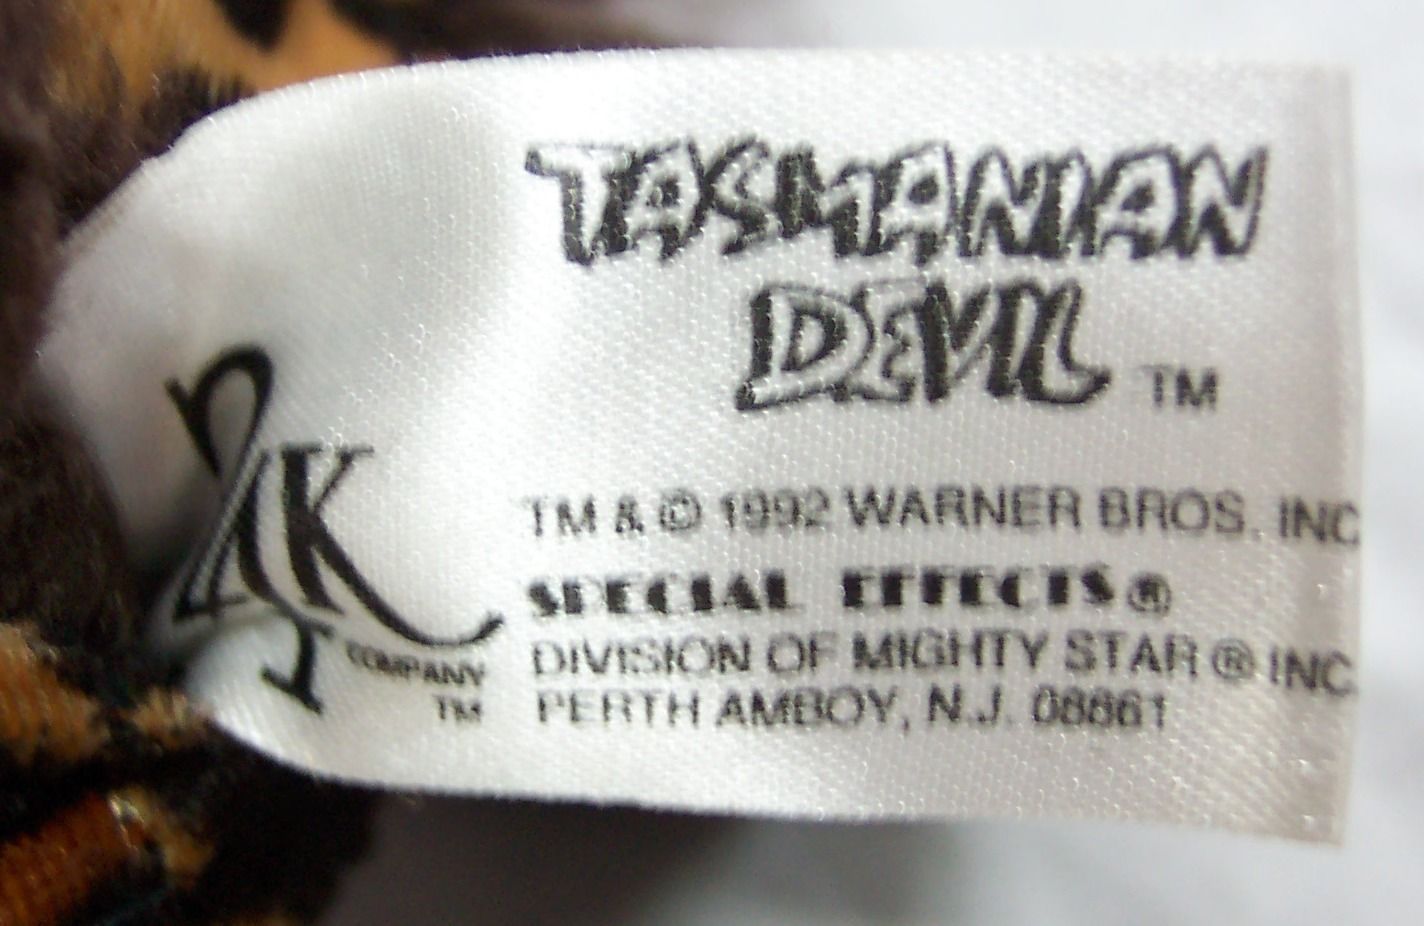 TASMANIAN
DEVIL TM
24K
COMPANY
TM
TM & © 1992 WARNER BROS. INC.
SPECIAL EFFECTS®
DIVISION OF MIGHTY STAR ® INC.
PERTH AMBOY, N.J. 08861